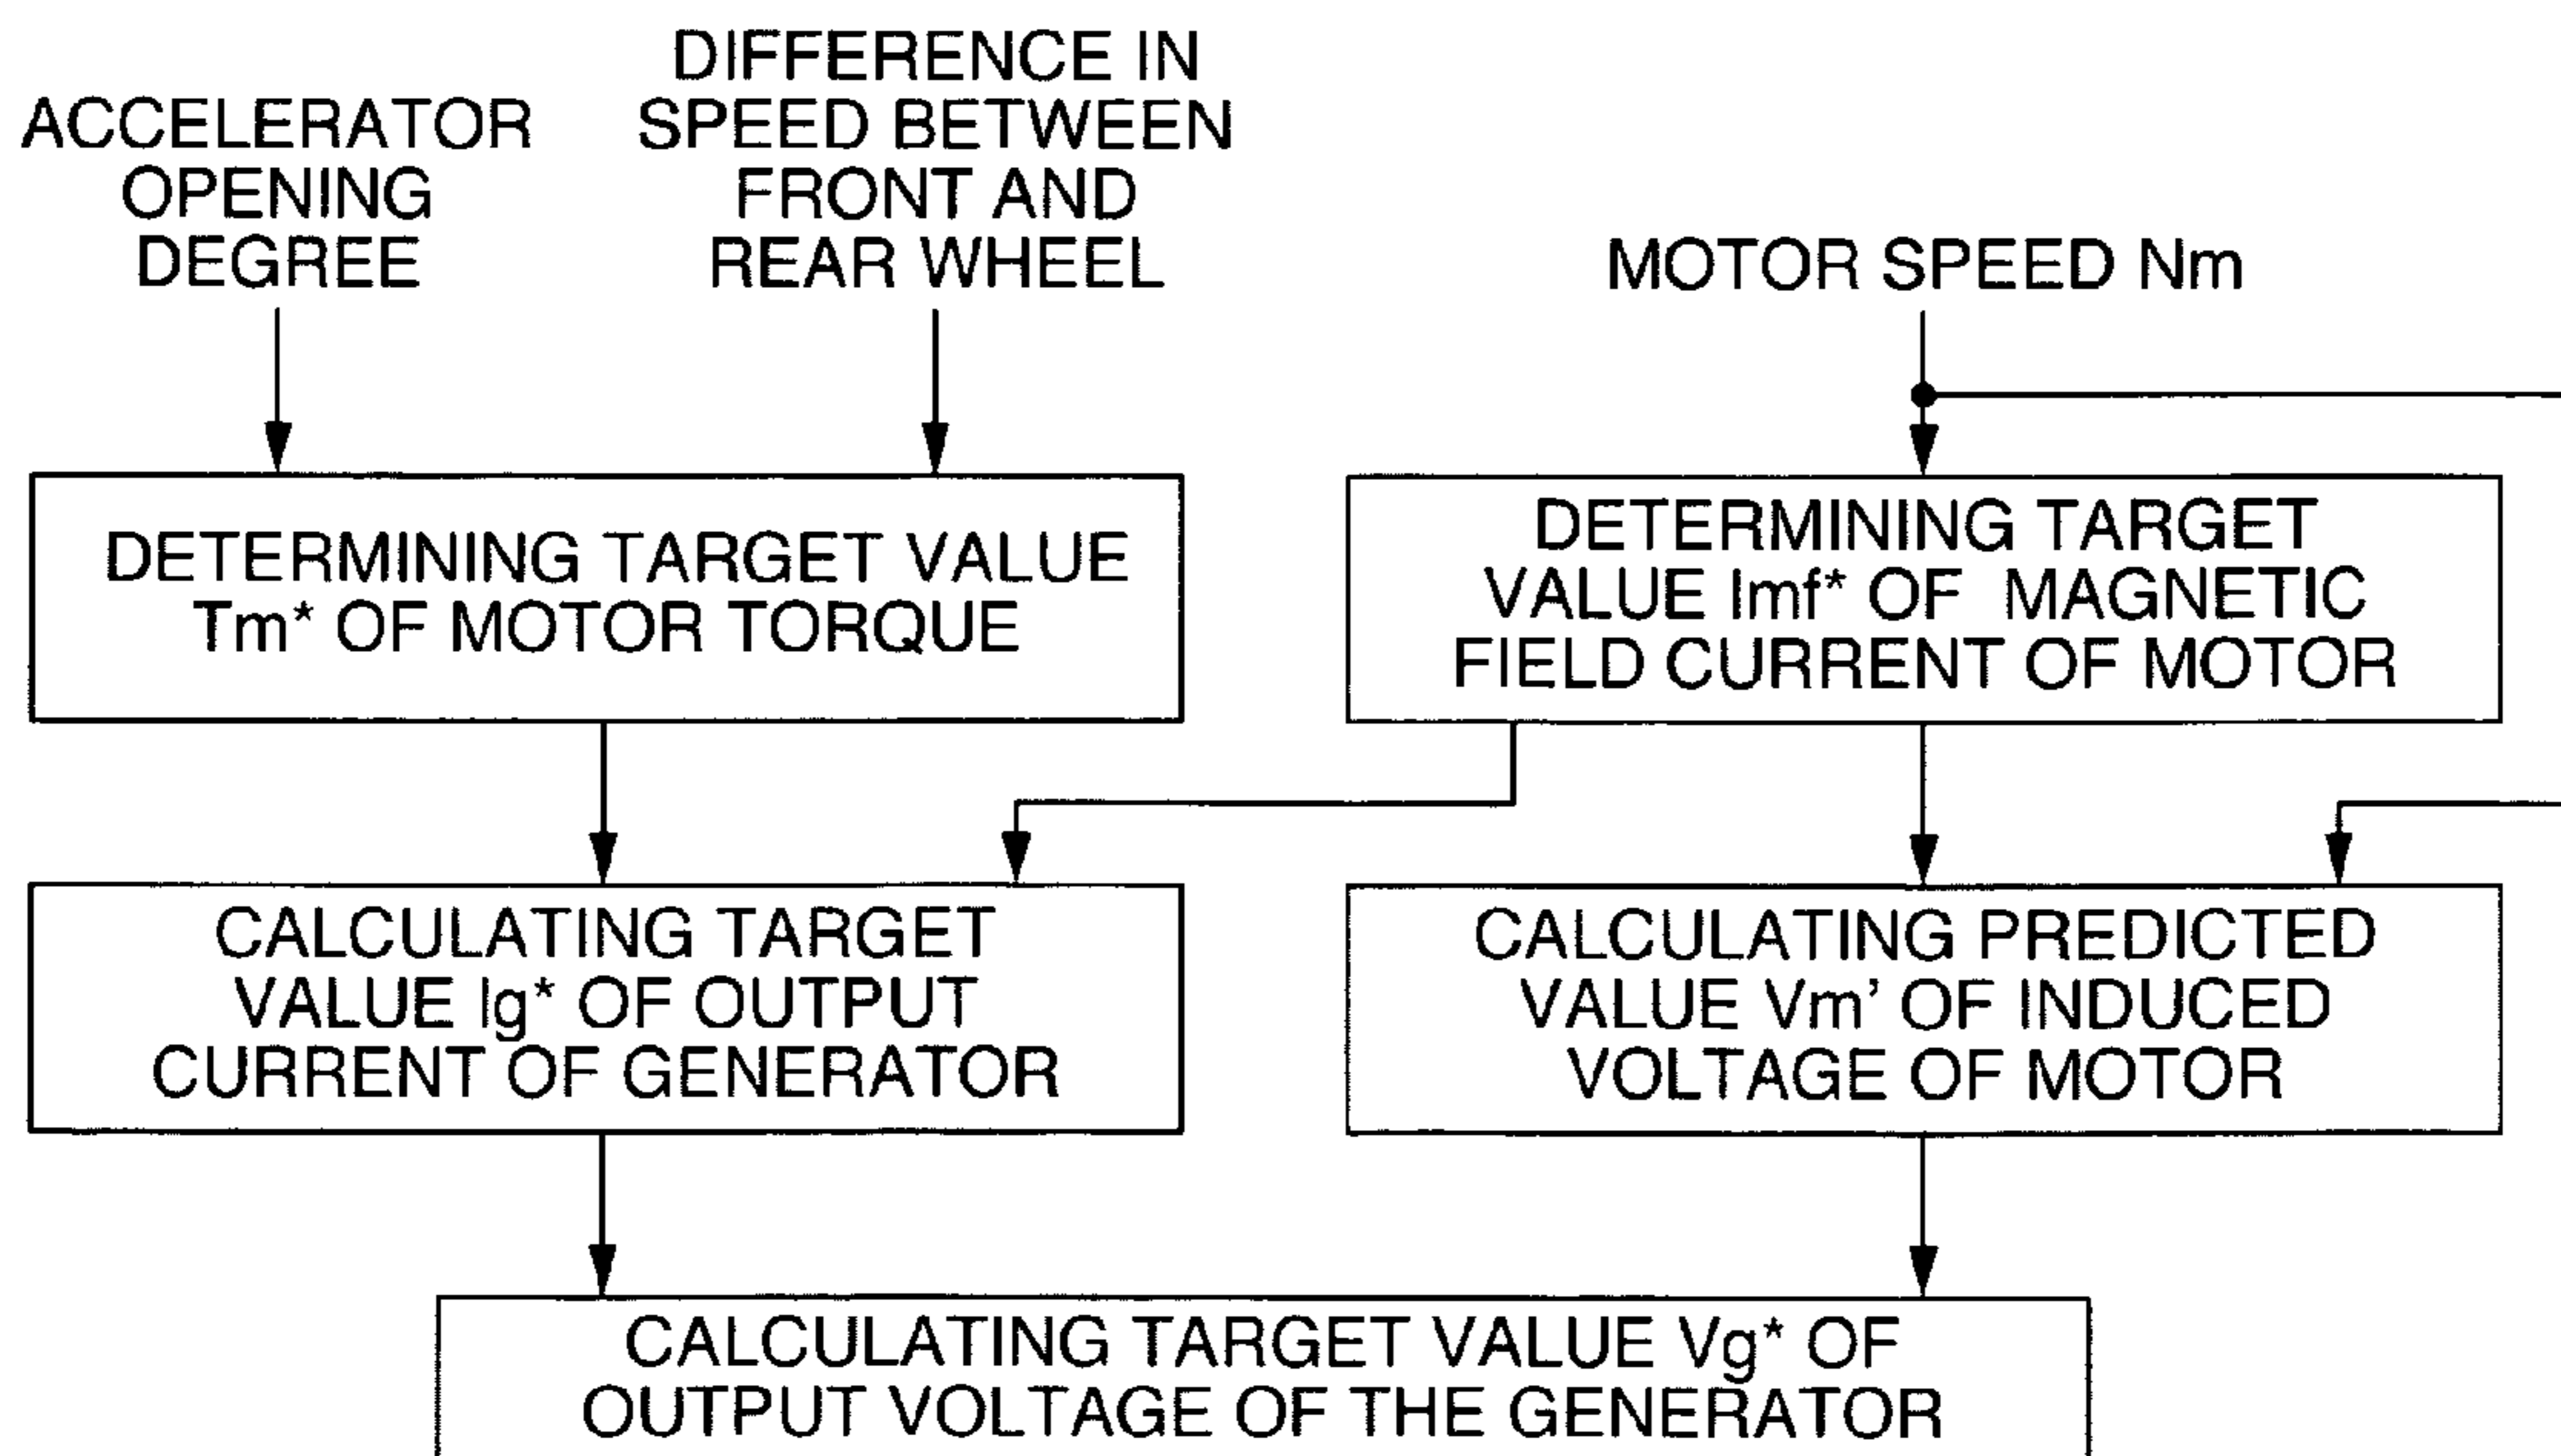 ACCELERATOR
OPENING
DEGREE
DIFFERENCE IN
SPEED BETWEEN
FRONT AND
REAR WHEEL
MOTOR SPEED Nm
DETERMINING TARGET VALUE
Tm* OF MOTOR TORQUE
DETERMINING TARGET
VALUE Imf* OF MAGNETIC
FIELD CURRENT OF MOTOR
CALCULATING TARGET
VALUE Ig* OF OUTPUT
CURRENT OF GENERATOR
CALCULATING PREDICTED
VALUE Vm' OF INDUCED
VOLTAGE OF MOTOR
CALCULATING TARGET VALUE Vg* OF
OUTPUT VOLTAGE OF THE GENERATOR